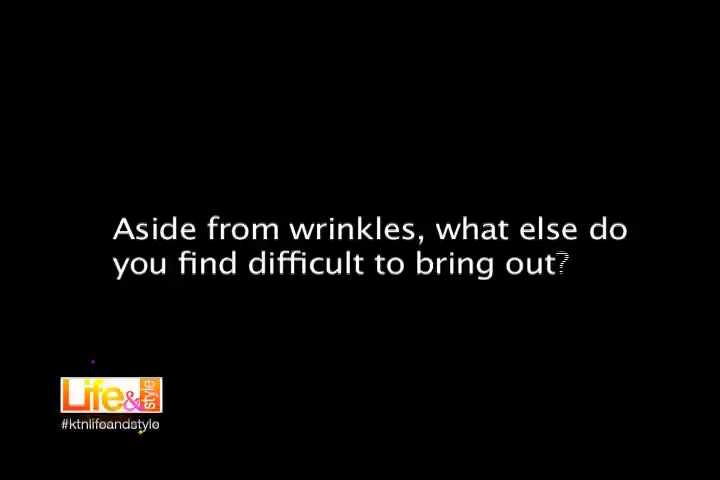 Aside from wrinkles, what else do
you find difficult to bring out?
Life& style
#ktnlifeandstyle